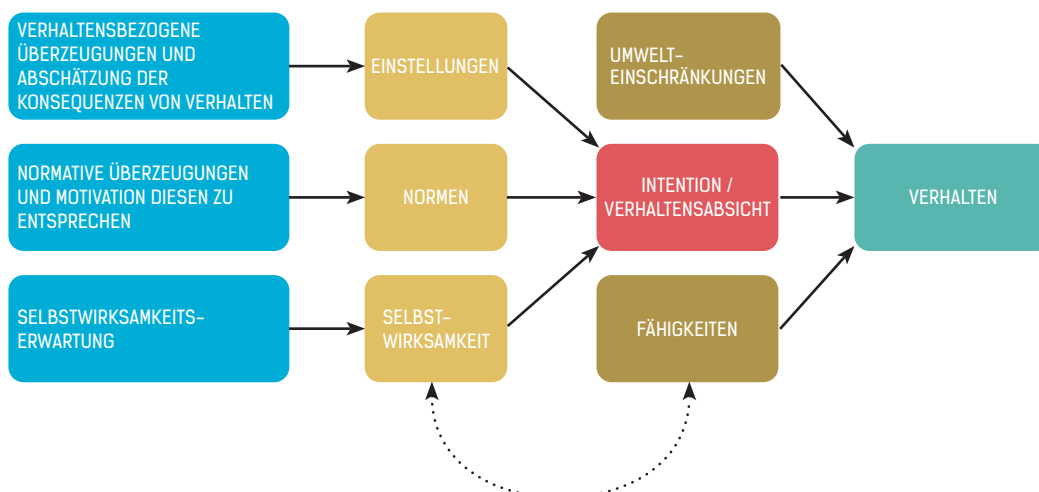 VERHALTENSBEZOGENE
ÜBERZEUGUNGEN UND
ABSCHÄTZUNG DER
KONSEQUENZEN VON VERHALTEN
EINSTELLUNGEN
UMWELT-
EINSCHRÄNKUNGEN
NORMATIVE ÜBERZEUGUNGEN
UND MOTIVATION DIESEN ZU
ENTSPRECHEN
NORMEN
INTENTION /
VERHALTENSABSICHT
VERHALTEN
SELBSTWIRKSAMKEITS-
ERWARTUNG
SELBST-
WIRKSAMKEIT
FÄHIGKEITEN